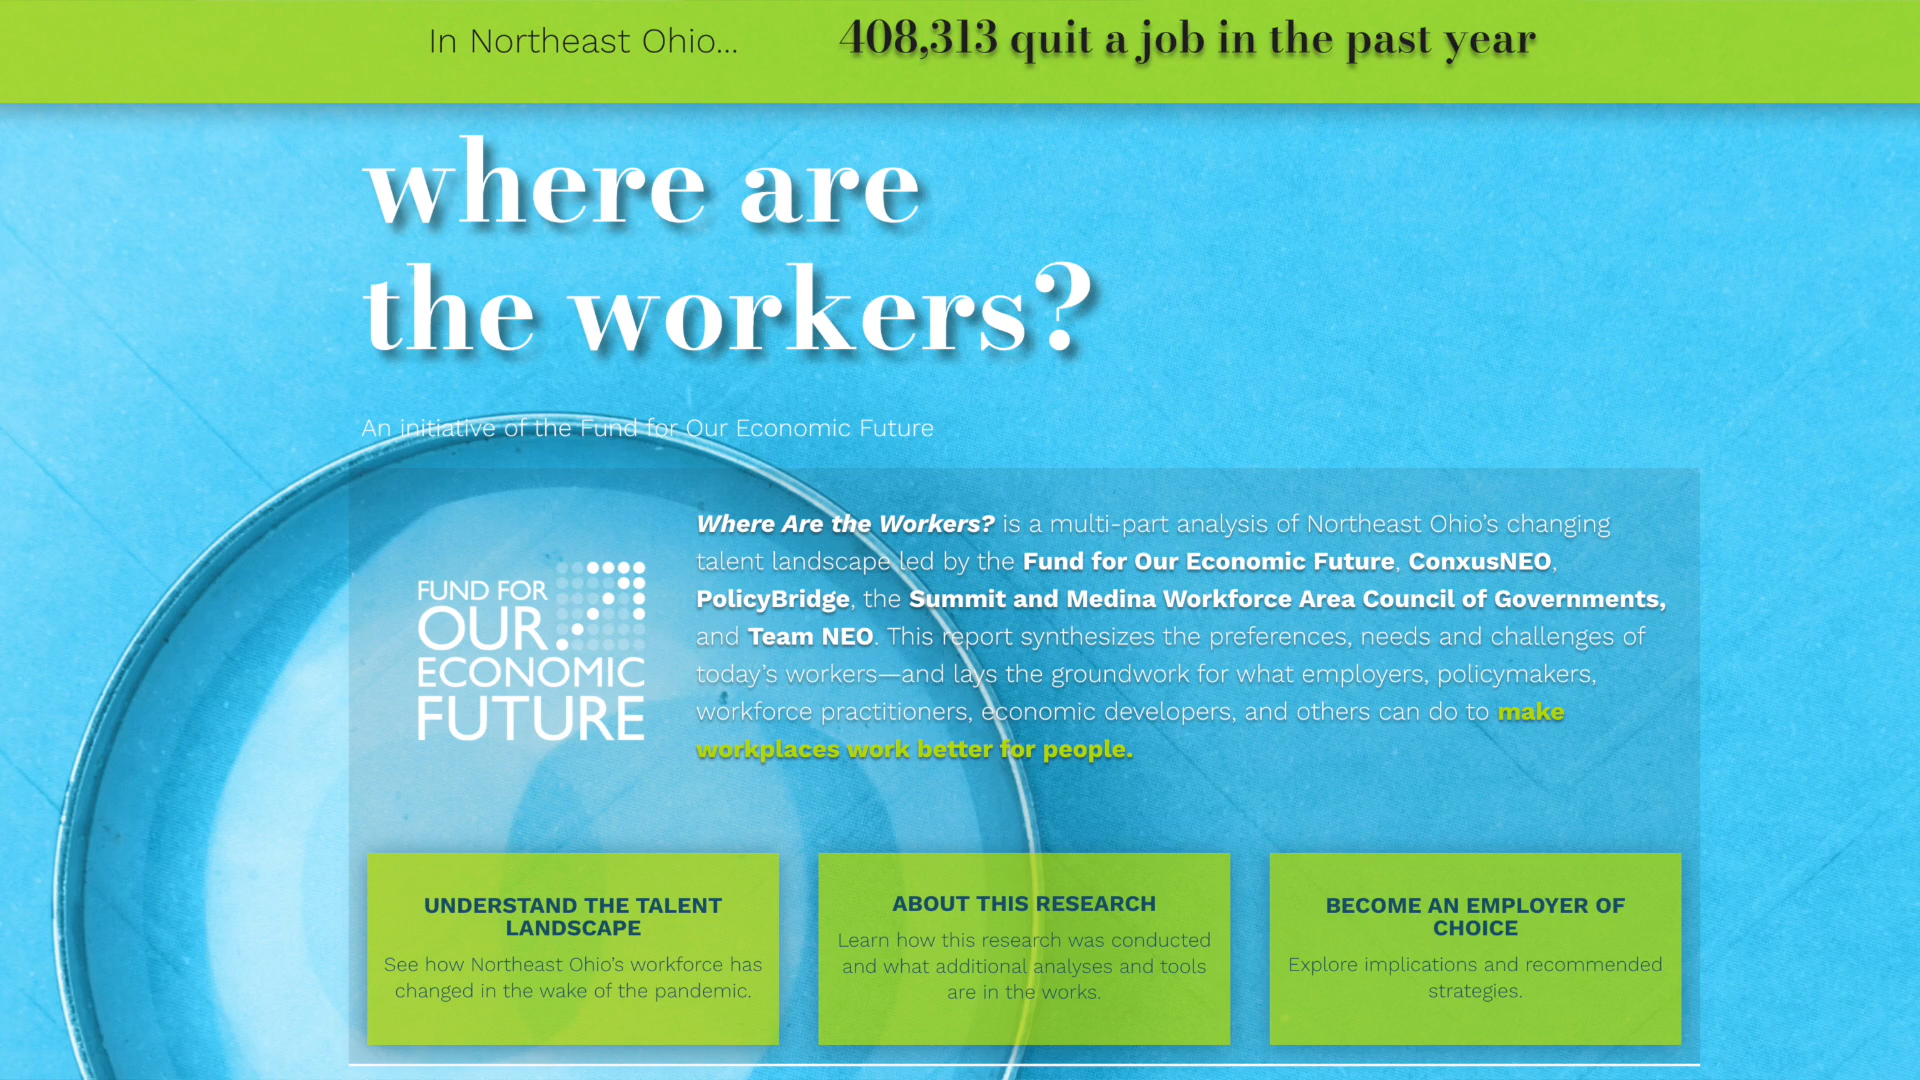 In Northeast Ohio...
408,313 quit a job in the past year
where are
the workers?
An initiative of the Fund for Our Economic Future
FUND FOR
OUR
ECONOMIC
FUTURE
Where Are the Workers? is a multi-part analysis of Northeast Ohio’s changing
talent landscape led by the Fund for Our Economic Future, ConxusNEO,
PolicyBridge, the Summit and Medina Workforce Area Council of Governments,
and Team NEO. This report synthesizes the preferences, needs and challenges of
today’s workers—and lays the groundwork for what employers, policymakers,
workforce practitioners, economic developers, and others can do to make
workplaces work better for people.
UNDERSTAND THE TALENT
LANDSCAPE
See how Northeast Ohio’s workforce has
changed in the wake of the pandemic.
ABOUT THIS RESEARCH
Learn how this research was conducted
and what additional analyses and tools
are in the works.
BECOME AN EMPLOYER OF
CHOICE
Explore implications and recommended
strategies.